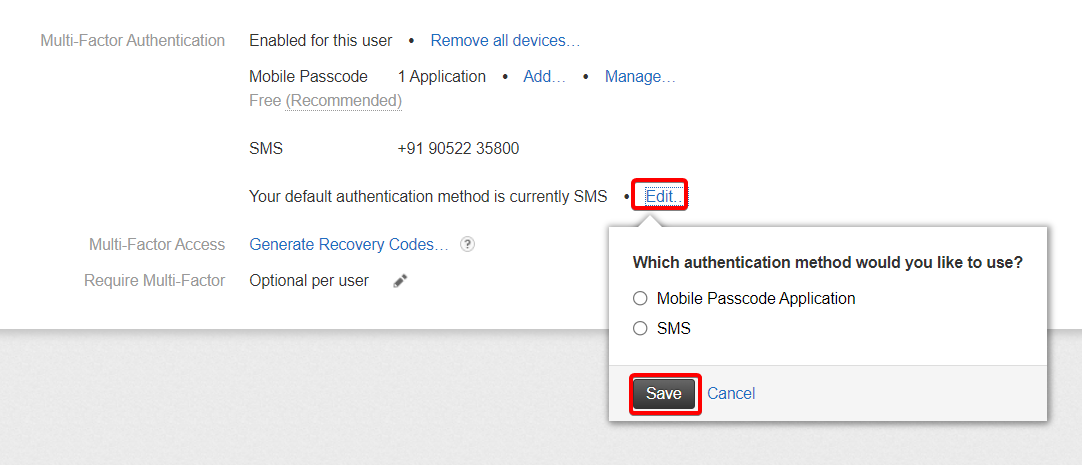 Multi-Factor Authentication Enabled for this user • Remove all devices...
Mobile Passcode 1 Application • Add... • Manage...
Free (Recommended)
SMS +91 90522 35800
Your default authentication method is currently SMS • Edit..
Multi-Factor Access Generate Recovery Codes... ?
Require Multi-Factor Optional per user
Which authentication method would you like to use?
Mobile Passcode Application
SMS
Save Cancel